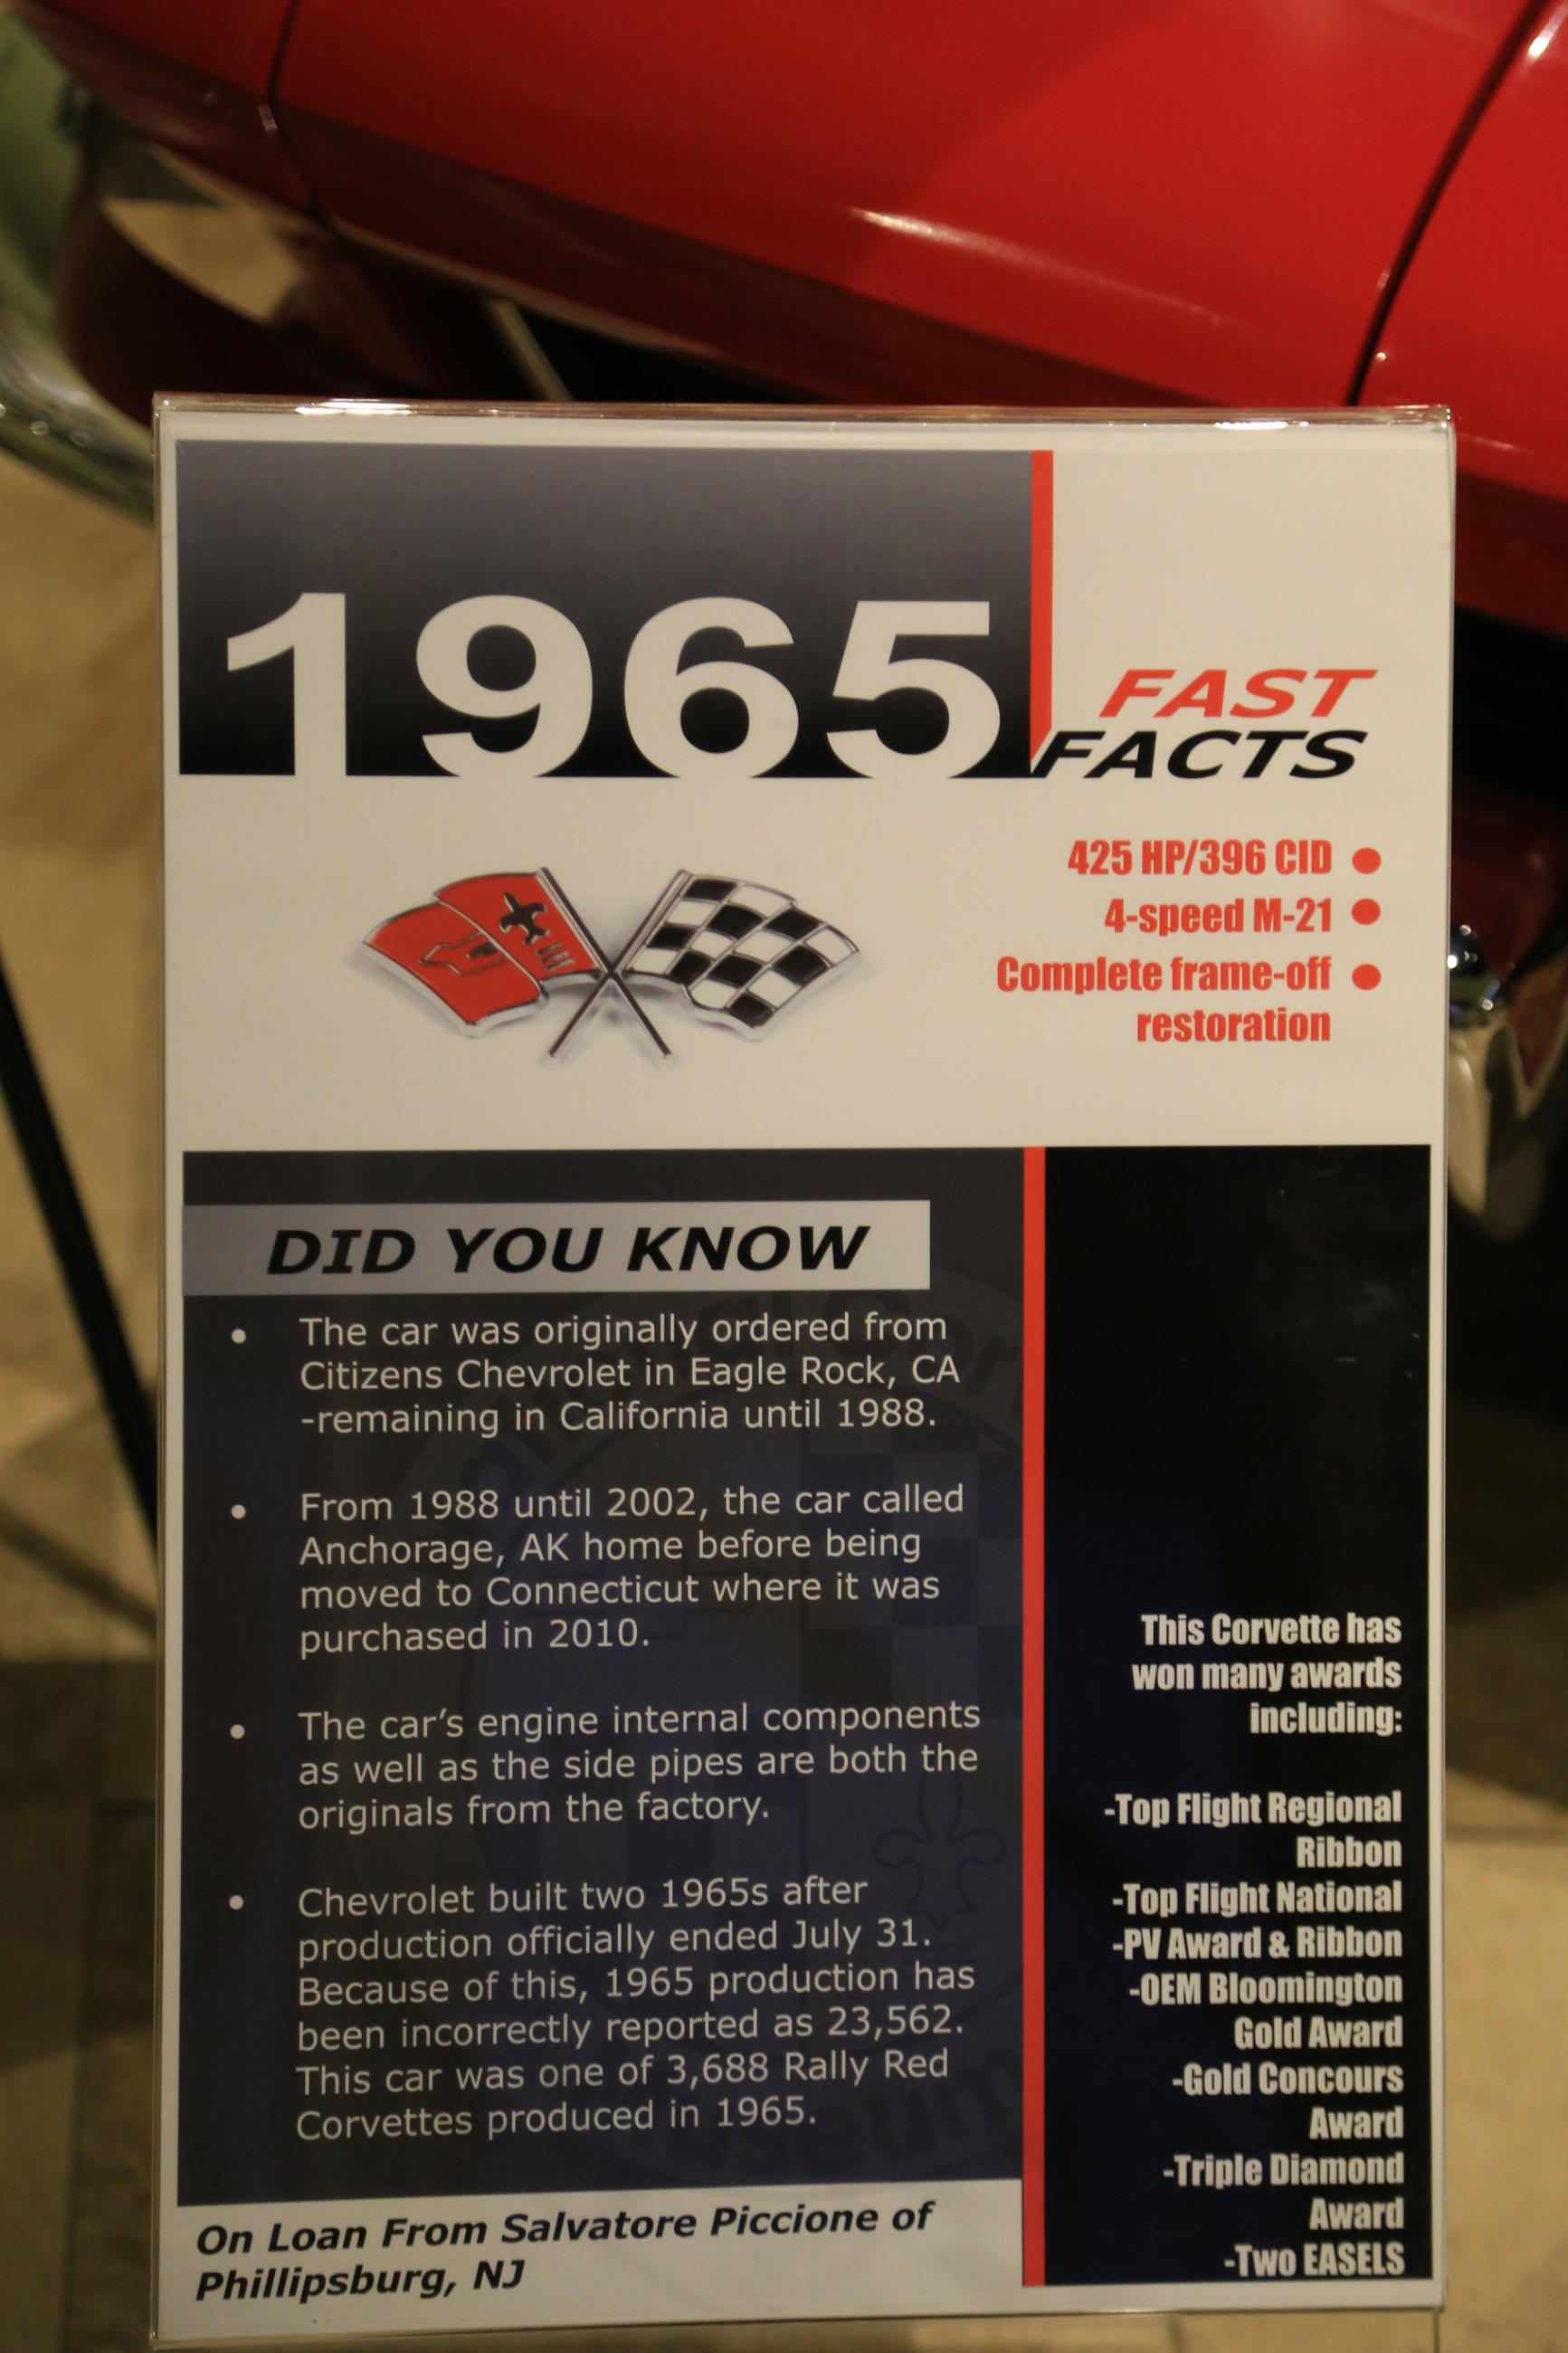 1965
FAST
FACTS
425 HP/396 CID ●
4-speed M-21 ●
Complete frame-off ●
restoration
DID YOU KNOW
• The car was originally ordered from
Citizens Chevrolet in Eagle Rock, CA
-remaining in California until 1988.
• From 1988 until 2002, the car called
Anchorage, AK home before being
moved to Connecticut where it was
purchased in 2010.
• The car’s engine internal components
as well as the side pipes are both the
originals from the factory.
• Chevrolet built two 1965s after
production officially ended July 31.
Because of this, 1965 production has
been incorrectly reported as 23,562.
This car was one of 3,688 Rally Red
Corvettes produced in 1965.
On Loan From Salvatore Piccione of
Phillipsburg, NJ
This Corvette has
won many awards
including:
-Top Flight Regional
Ribbon
-Top Flight National
-PV Award & Ribbon
-OEM Bloomington
Gold Award
-Gold Concours
Award
-Triple Diamond
Award
-Two EASELS